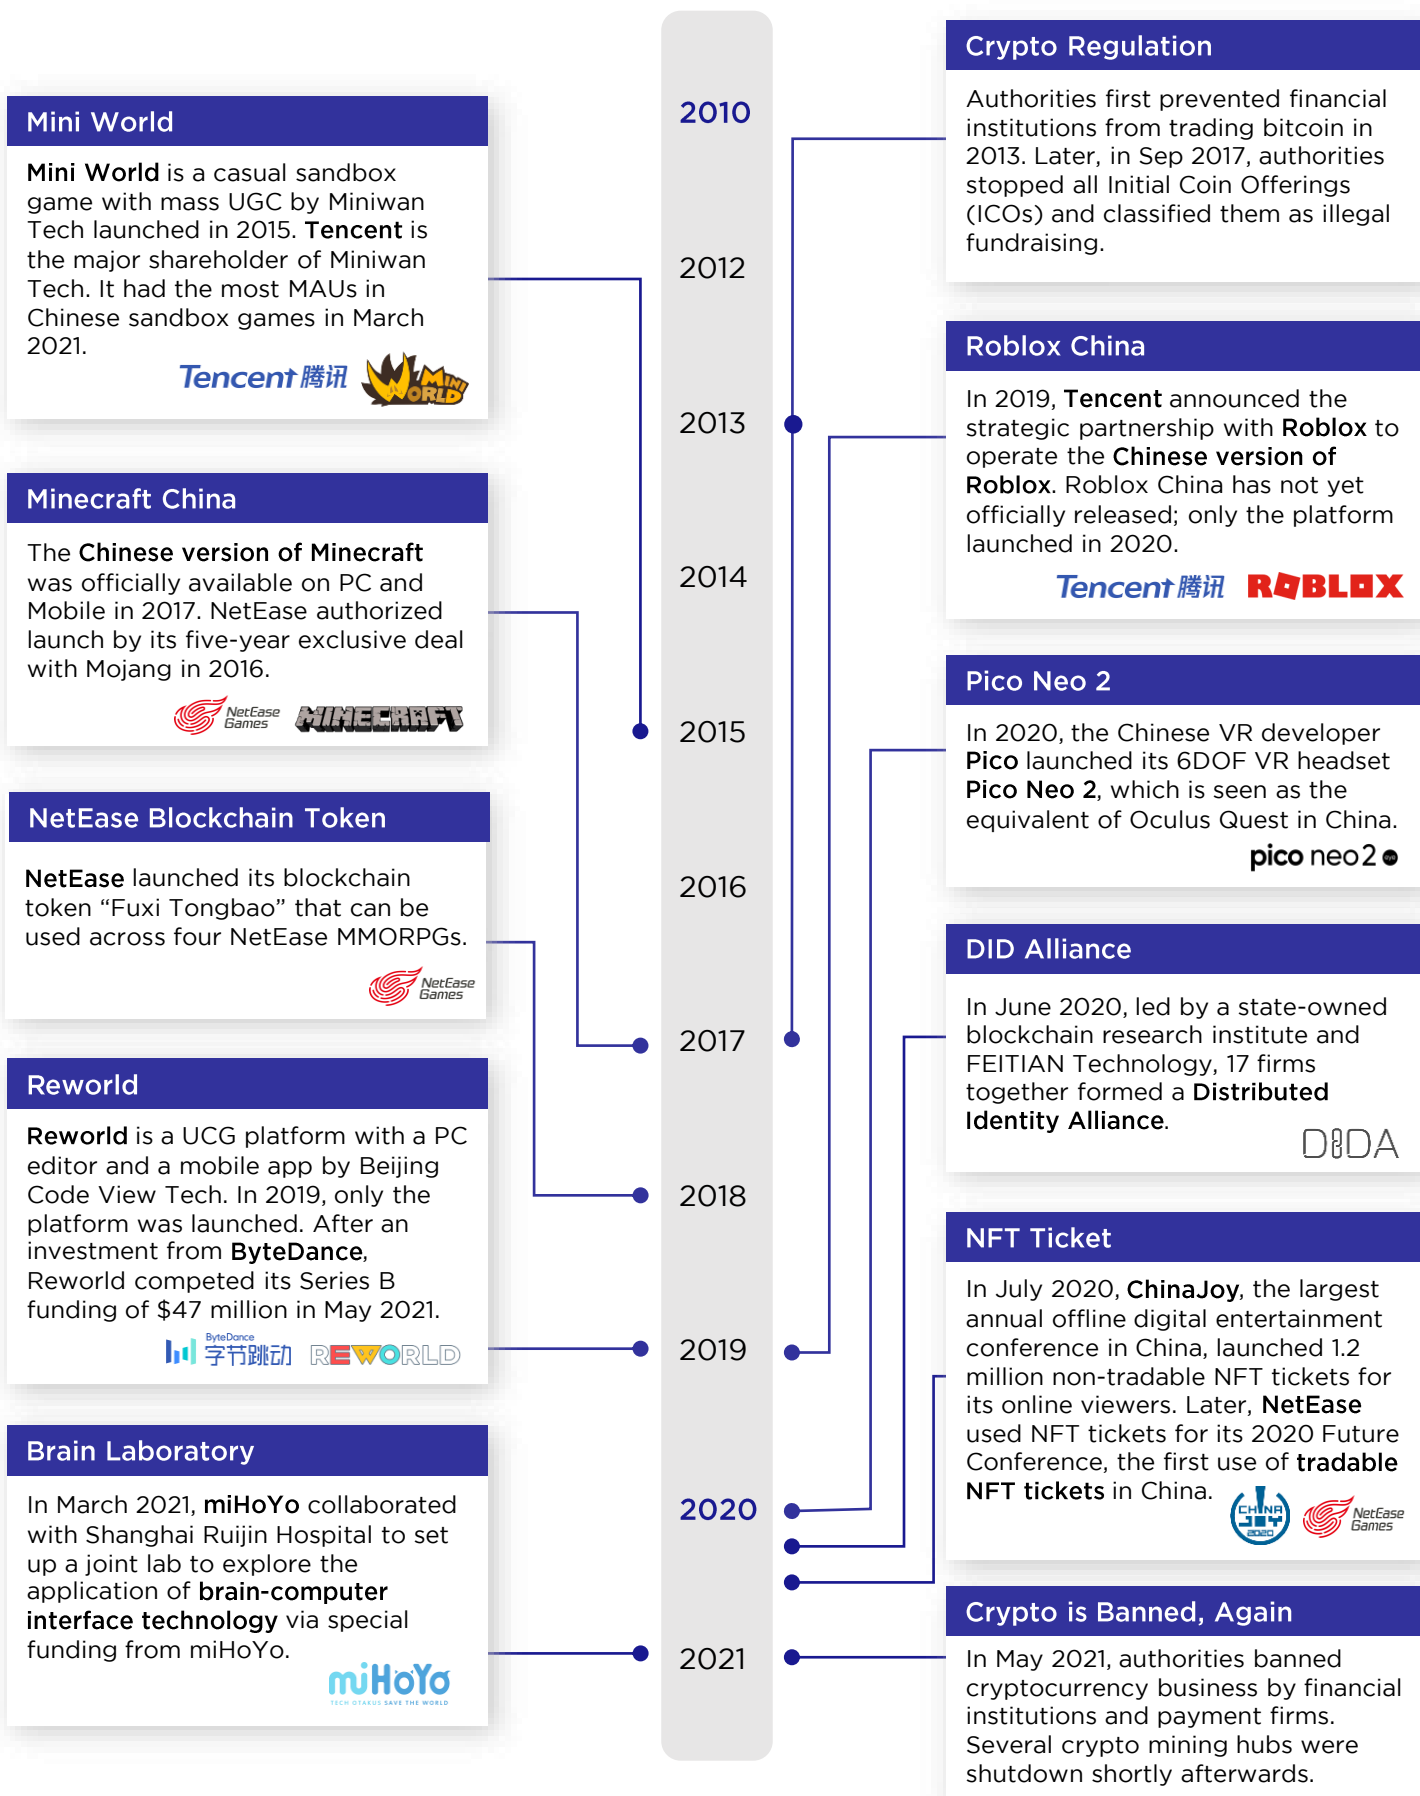 Mini World
Mini World is a casual sandbox
game with mass UGC by Miniwan
Tech launched in 2015. Tencent is
the major shareholder of Miniwan
Tech. It had the most MAUs in
Chinese sandbox games in March
2021.
Tencent 腾讯
MINI WORLD
Minecraft China
The Chinese version of Minecraft
was officially available on PC and
Mobile in 2017. NetEase authorized
launch by its five-year exclusive deal
with Mojang in 2016.
NetEase
Games
MINECRAFT
NetEase Blockchain Token
NetEase launched its blockchain
token “Fuxi Tongbao” that can be
used across four NetEase MMORPGs.
NetEase
Games
Reworld
Reworld is a UCG platform with a PC
editor and a mobile app by Beijing
Code View Tech. In 2019, only the
platform was launched. After an
investment from ByteDance,
Reworld competed its Series B
funding of $47 million in May 2021.
ByteDance
字节跳动
REWORLD
Brain Laboratory
In March 2021, miHoYo collaborated
with Shanghai Ruijin Hospital to set
up a joint lab to explore the
application of brain-computer
interface technology via special
funding from miHoYo.
miHoYo
TECH OTAKUS SAVE THE WORLD
2010
2012
2013
2014
2015
2016
2017
2018
2019
2020
2021
Crypto Regulation
Authorities first prevented financial
institutions from trading bitcoin in
2013. Later, in Sep 2017, authorities
stopped all Initial Coin Offerings
(ICOs) and classified them as illegal
fundraising.
Roblox China
In 2019, Tencent announced the
strategic partnership with Roblox to
operate the Chinese version of
Roblox. Roblox China has not yet
officially released; only the platform
launched in 2020.
Tencent 腾讯
ROBLOX
Pico Neo 2
In 2020, the Chinese VR developer
Pico launched its 6DOF VR headset
Pico Neo 2, which is seen as the
equivalent of Oculus Quest in China.
pico neo2 eye
DID Alliance
In June 2020, led by a state-owned
blockchain research institute and
FEITIAN Technology, 17 firms
together formed a Distributed
Identity Alliance.
DIDA
NFT Ticket
In July 2020, ChinaJoy, the largest
annual offline digital entertainment
conference in China, launched 1.2
million non-tradable NFT tickets for
its online viewers. Later, NetEase
used NFT tickets for its 2020 Future
Conference, the first use of tradable
NFT tickets in China.
CHINA
JOY
2020
NetEase
Games
Crypto is Banned, Again
In May 2021, authorities banned
cryptocurrency business by financial
institutions and payment firms.
Several crypto mining hubs were
shutdown shortly afterwards.